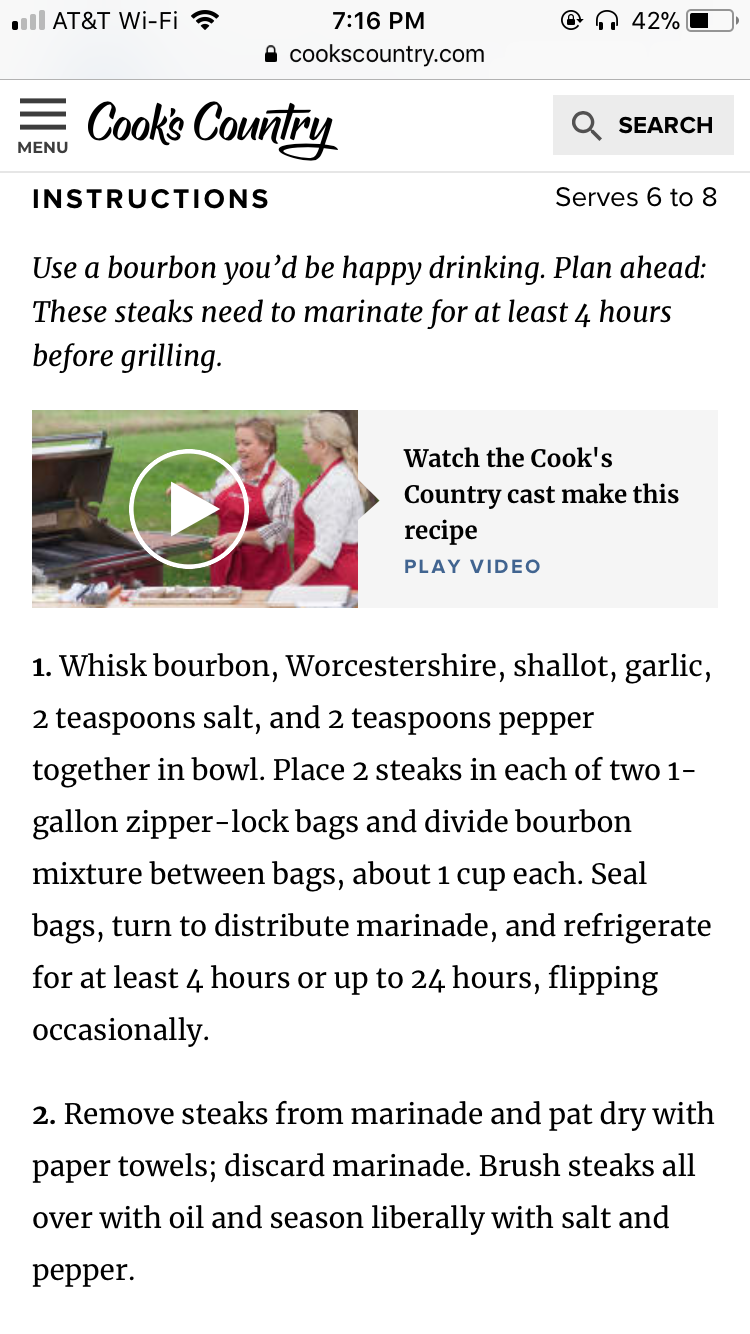 AT&T Wi-Fi 7:16 PM 42%
cookscountry.com
MENU Cook's Country SEARCH
INSTRUCTIONS Serves 6 to 8
Use a bourbon you’d be happy drinking. Plan ahead:
These steaks need to marinate for at least 4 hours
before grilling.
Watch the Cook's
Country cast make this
recipe
PLAY VIDEO
1. Whisk bourbon, Worcestershire, shallot, garlic,
2 teaspoons salt, and 2 teaspoons pepper
together in bowl. Place 2 steaks in each of two 1-
gallon zipper-lock bags and divide bourbon
mixture between bags, about 1 cup each. Seal
bags, turn to distribute marinade, and refrigerate
for at least 4 hours or up to 24 hours, flipping
occasionally.
2. Remove steaks from marinade and pat dry with
paper towels; discard marinade. Brush steaks all
over with oil and season liberally with salt and
pepper.